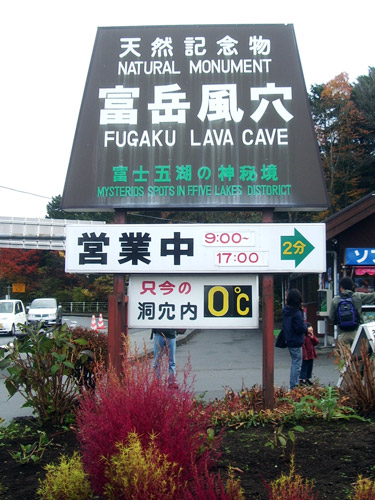 天然記念物
NATURAL MONUMENT
富岳風穴
FUGAKU LAVA CAVE
富士五湖の神秘境
MYSTERIOS SPOTS IN FFIVE LAKES DISTORICT
営業中 9:00~ 17:00 2分
只今の
洞穴内 0℃
ソフ